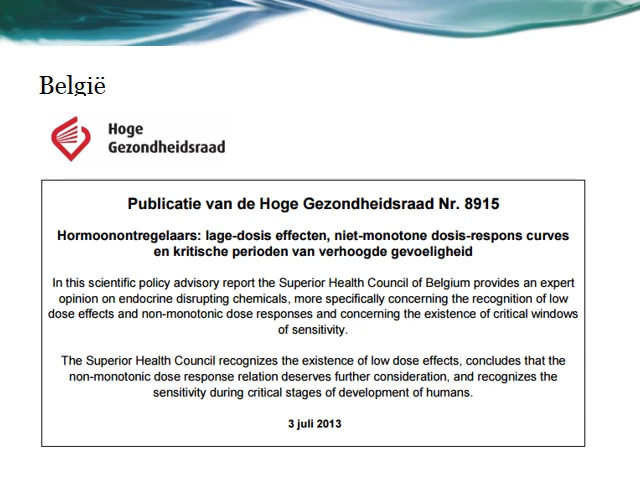 België
Hoge
Gezondheidsraad
Publicatie van de Hoge Gezondheidsraad Nr. 8915
Hormoonontregelaars: lage-dosis effecten, niet-monotone dosis-respons curves
en kritische perioden van verhoogde gevoeligheid
In this scientific policy advisory report the Superior Health Council of Belgium provides an expert
opinion on endocrine disrupting chemicals, more specifically concerning the recognition of low
dose effects and non-monotonic dose responses and concerning the existence of critical windows
of sensitivity.
The Superior Health Council recognizes the existence of low dose effects, concludes that the
non-monotonic dose response relation deserves further consideration, and recognizes the
sensitivity during critical stages of development of humans.
3 juli 2013